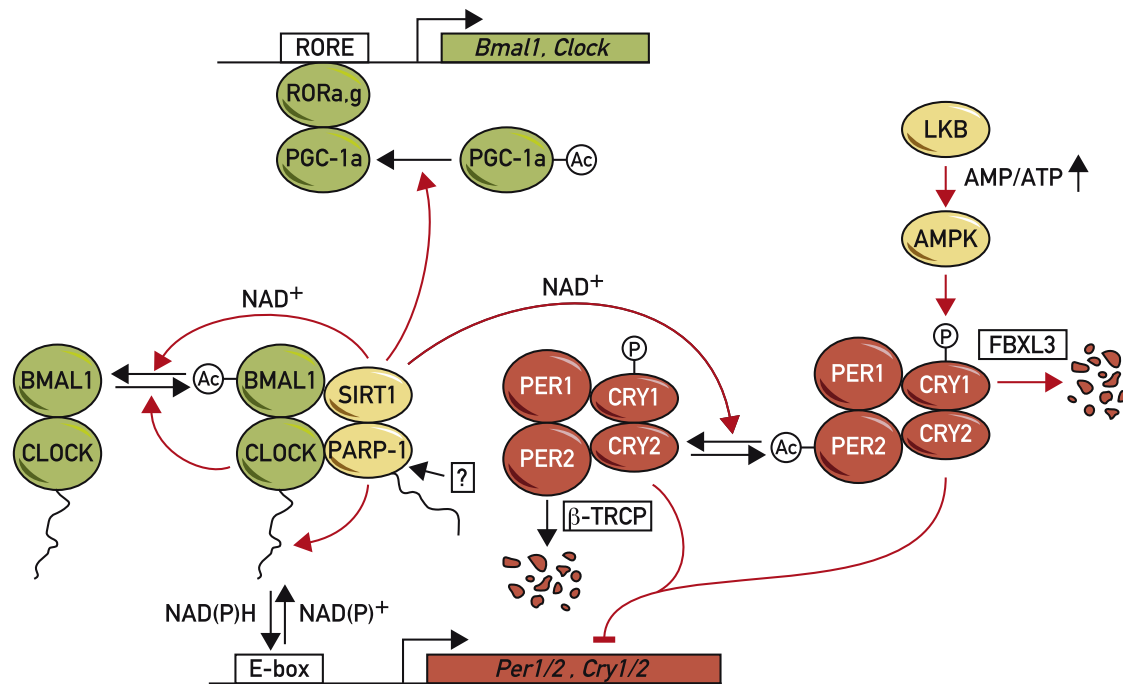 RORE
Bmal1, Clock
RORa,g
PGC-1a
PGC-1a
Ac
LKB
AMP/ATP
AMPK
NAD+
NAD+
P
FBXL3
BMAL1
Ac
BMAL1
SIRT1
PER1
CRY1
P
PER1
CRY1
CLOCK
CLOCK
PARP-1
PER2
CRY2
Ac
PER2
CRY2
?
β-TRCP
NAD(P)H
NAD(P)+
E-box
Per1/2 , Cry1/2